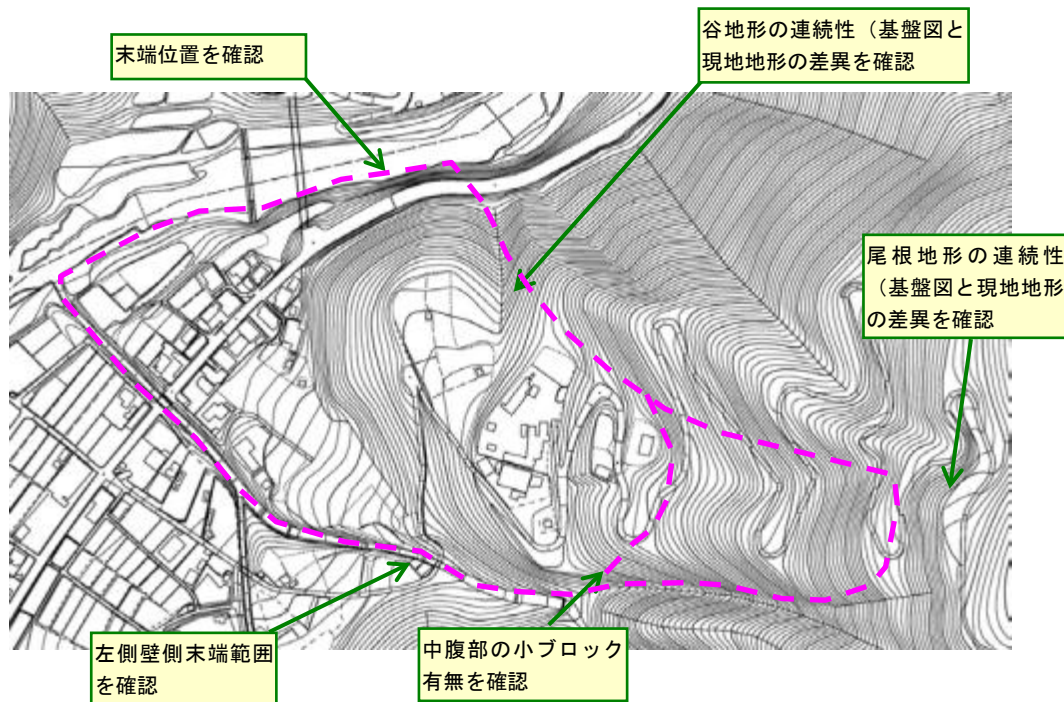 谷地形の連続性（基盤図と
現地地形の差異を確認
末端位置を確認
尾根地形の連続性
（基盤図と現地地形
の差異を確認
左側壁側末端範囲
を確認
中腹部の小ブロック
有無を確認